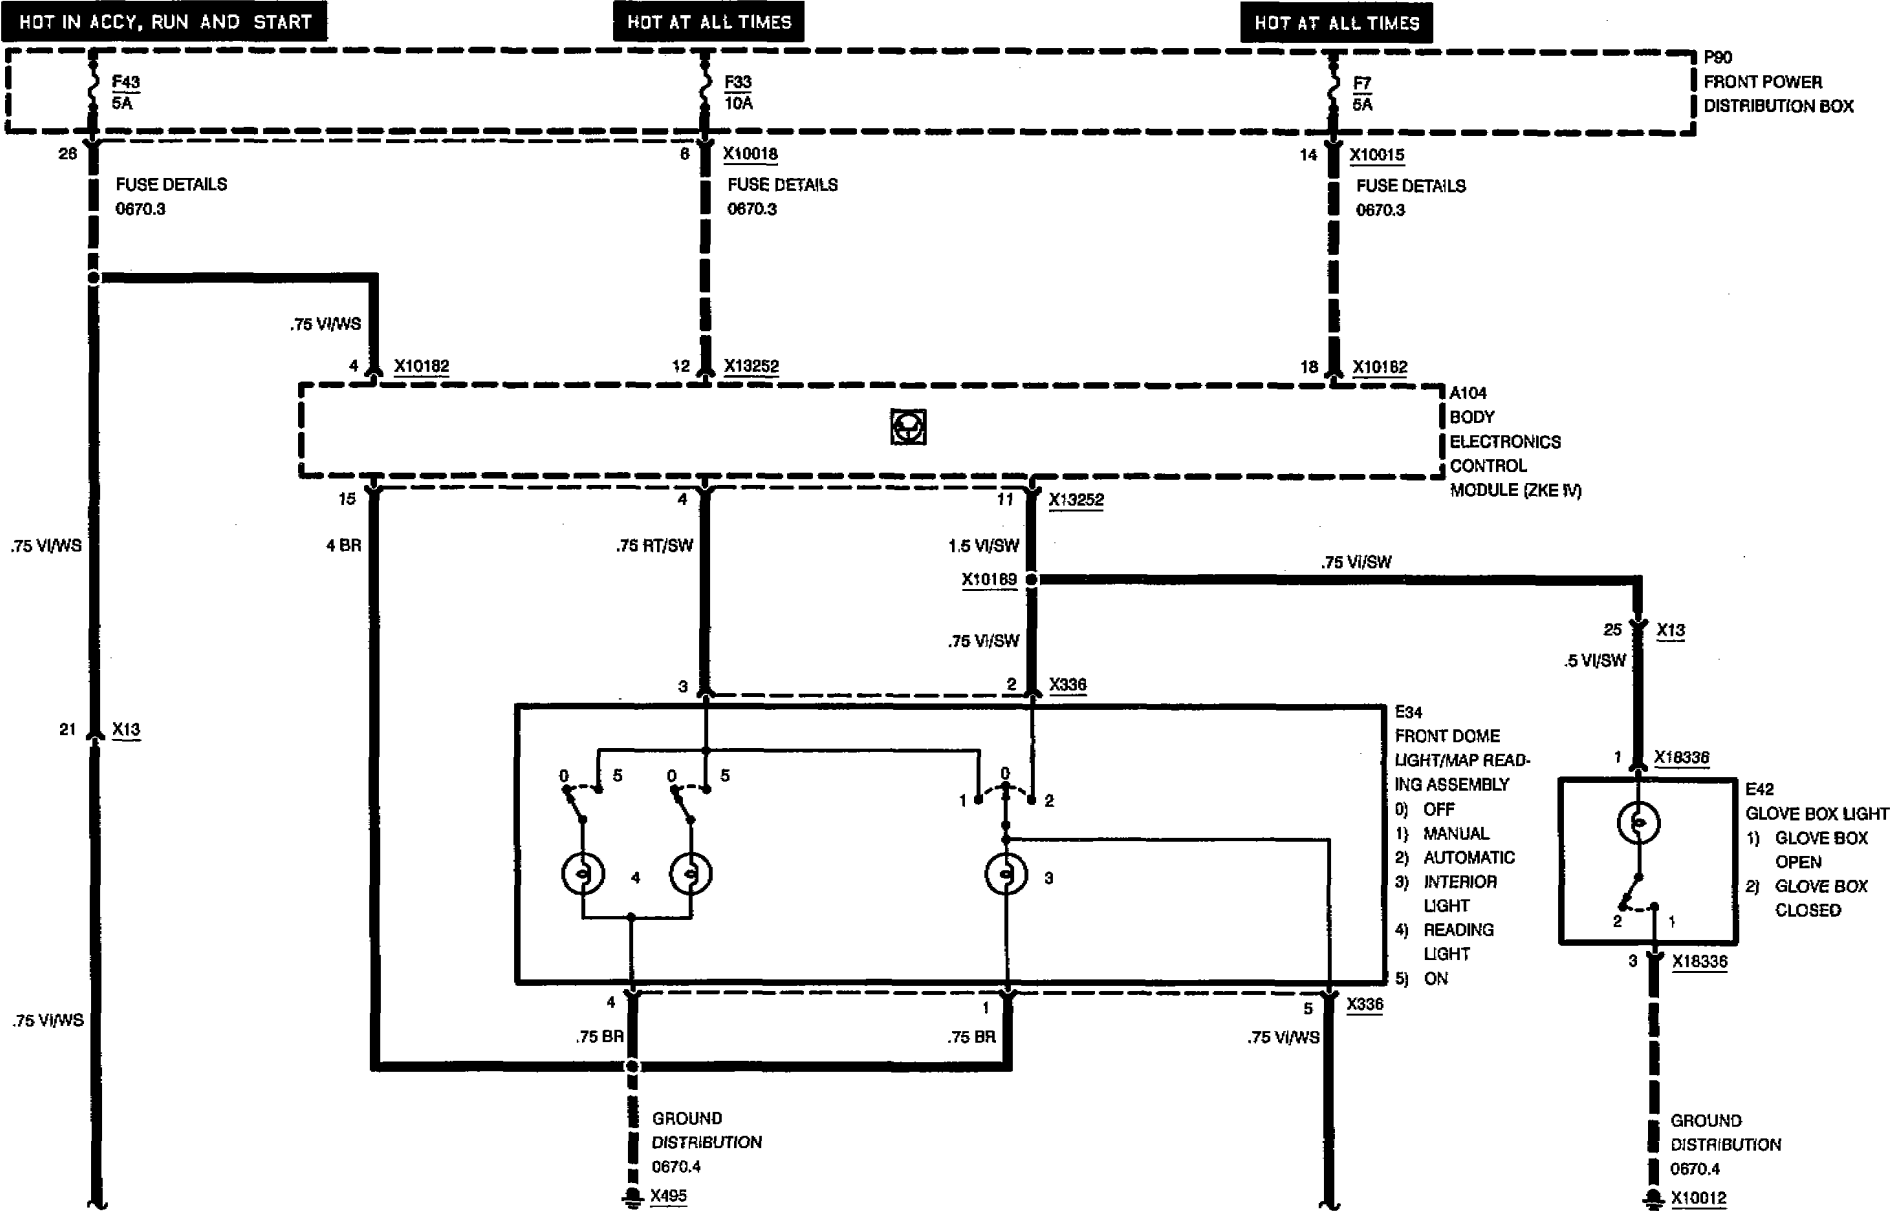 HOT IN ACCY, RUN AND START
HOT AT ALL TIMES
HOT AT ALL TIMES
P90
FRONT POWER
DISTRIBUTION BOX
F43
5A
F33
10A
F7
5A
26
6
X10018
14
X10015
FUSE DETAILS
0670.3
FUSE DETAILS
0670.3
FUSE DETAILS
0670.3
.75 VI/WS
4
X10182
12
X13252
18
X10182
A104
BODY
ELECTRONICS
CONTROL
MODULE (ZKE IV)
15
4
11
X13252
.75 VI/WS
4 BR
.75 RT/SW
1.5 VI/SW
X10189
.75 VI/SW
.75 VI/SW
25
X13
.5 VI/SW
3
2
X336
21
X13
1
X18336
E34
FRONT DOME
LIGHT/MAP READ-
ING ASSEMBLY
0) OFF
1) MANUAL
2) AUTOMATIC
3) INTERIOR
LIGHT
4) READING
LIGHT
5) ON
0
5
0
5
0
1
2
4
3
E42
GLOVE BOX LIGHT
1) GLOVE BOX
OPEN
2) GLOVE BOX
CLOSED
2
1
3
X18336
4
1
5
X336
.75 VI/WS
.75 BR
.75 BR
.75 VI/WS
GROUND
DISTRIBUTION
0670.4
X495
GROUND
DISTRIBUTION
0670.4
X10012